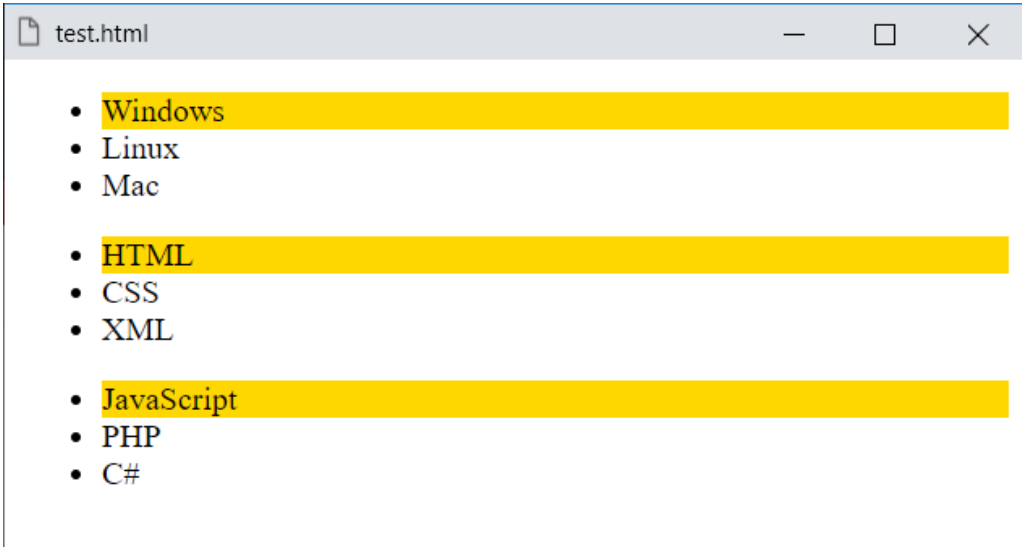 test.html
Windows
Linux
Mac
HTML
CSS
XML
JavaScript
PHP
C#